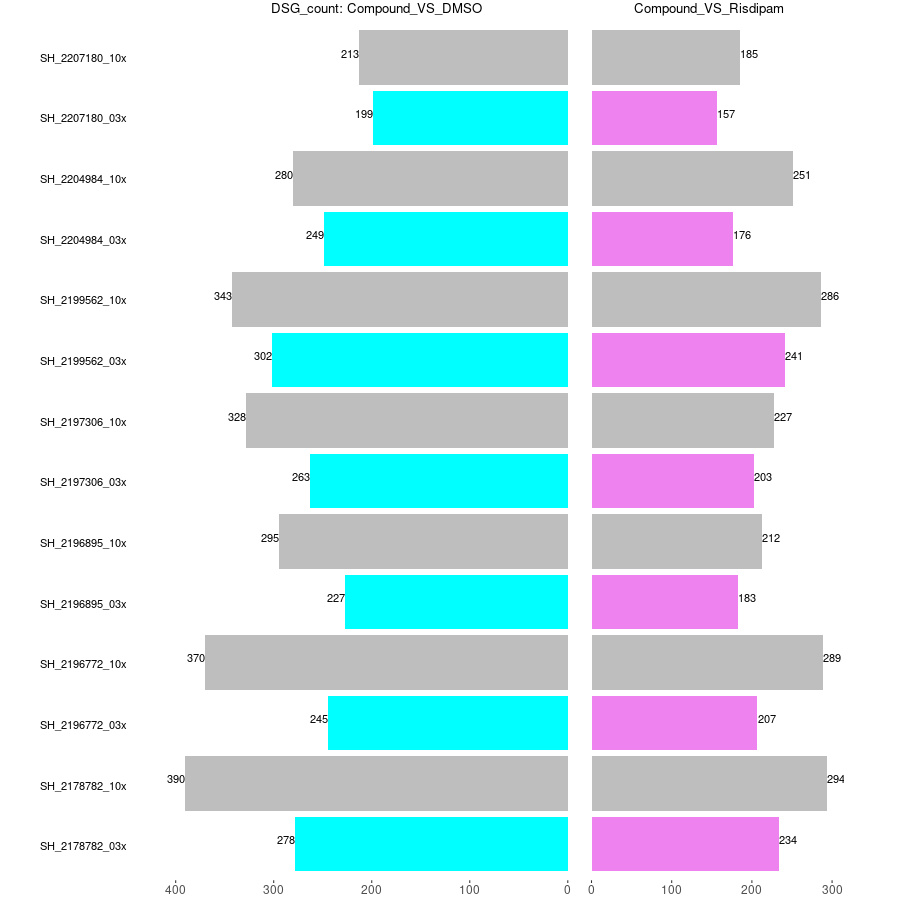 DSG_count: Compound_VS_DMSO Compound_VS_Risdipam
SH_2207180_10x 213 185
SH_2207180_03x 199 157
SH_2204984_10x 280 251
SH_2204984_03x 249 176
SH_2199562_10x 343 286
SH_2199562_03x 302 241
SH_2197306_10x 328 227
SH_2197306_03x 263 203
SH_2196895_10x 295 212
SH_2196895_03x 227 183
SH_2196772_10x 370 289
SH_2196772_03x 245 207
SH_2178782_10x 390 294
SH_2178782_03x 278 234
400 300 200 100 0 0 100 200 300